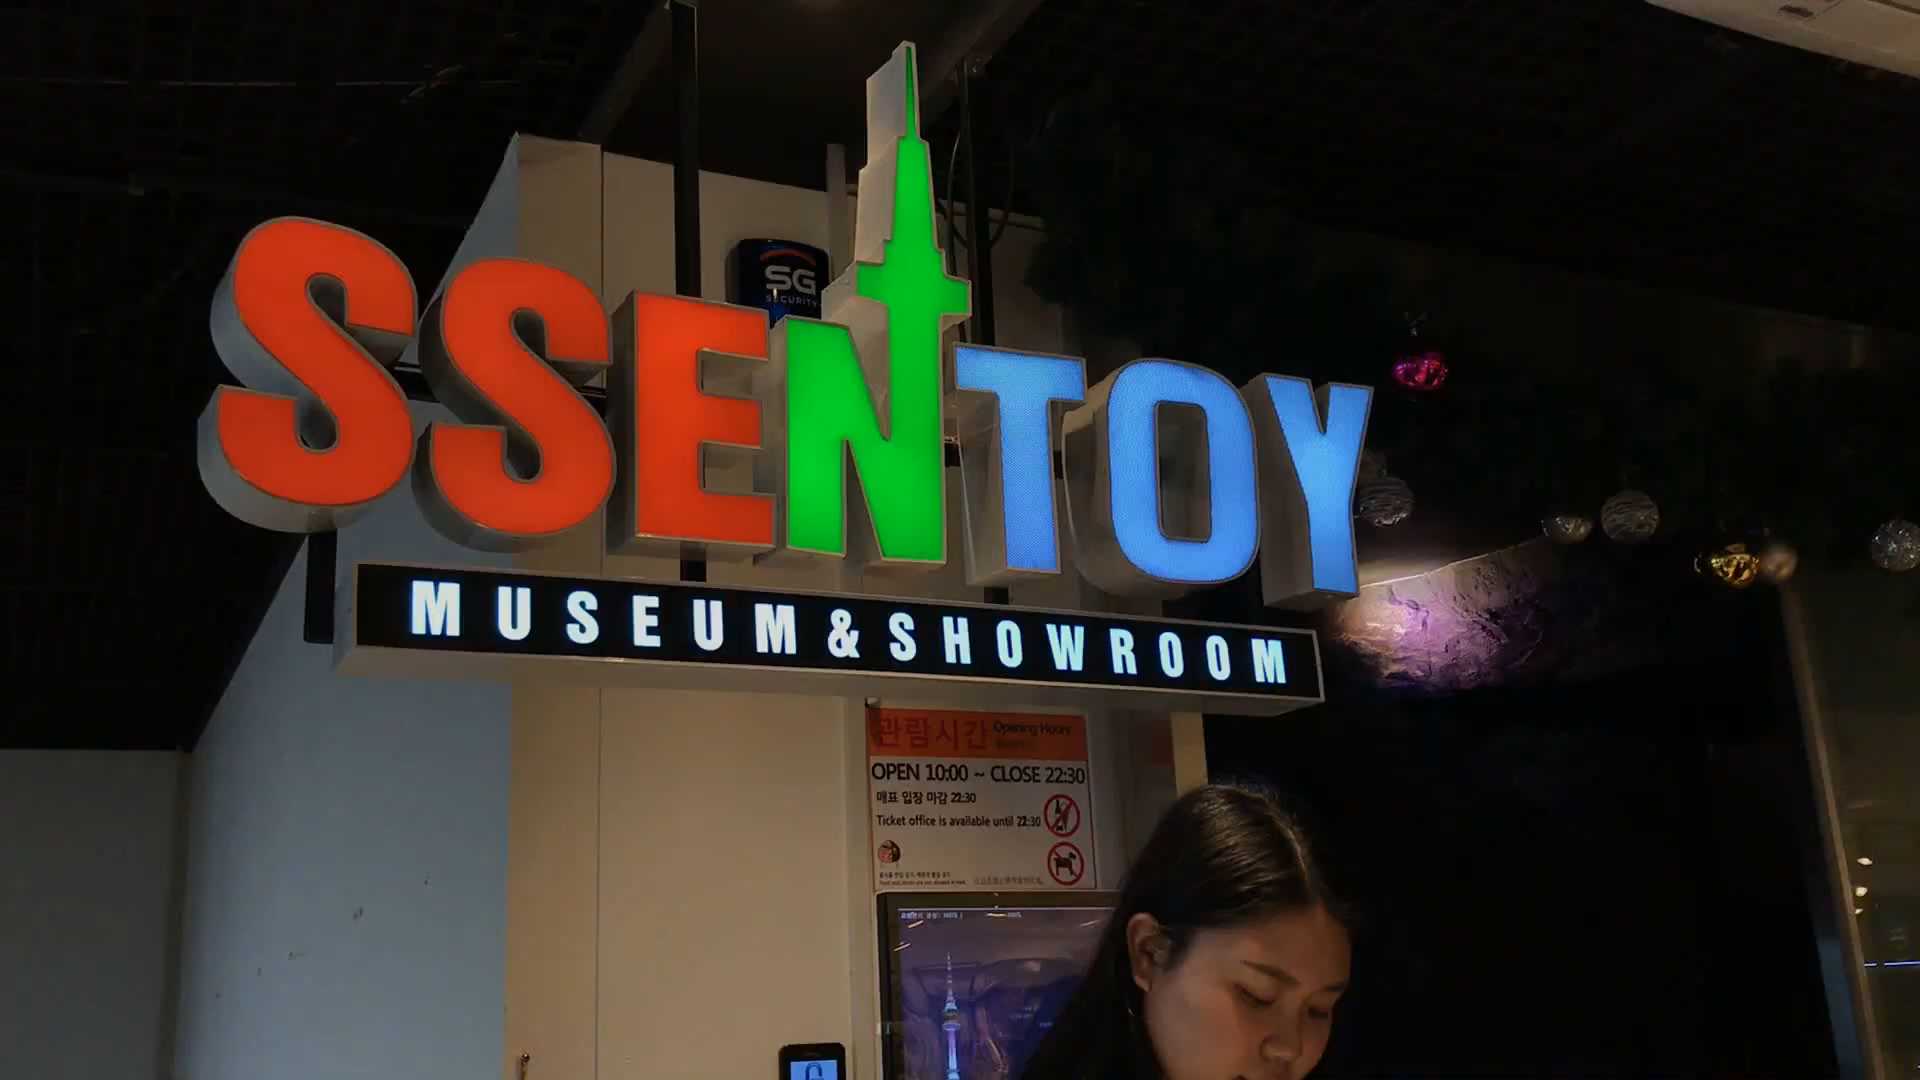 SSENTOY
SG
SECURITY
MUSEUM&SHOWROOM
관람시간 Opening Hours
OPEN 10:00 ~ CLOSE 22:30
매표 입장 마감 22:30
Ticket office is available until 22:30